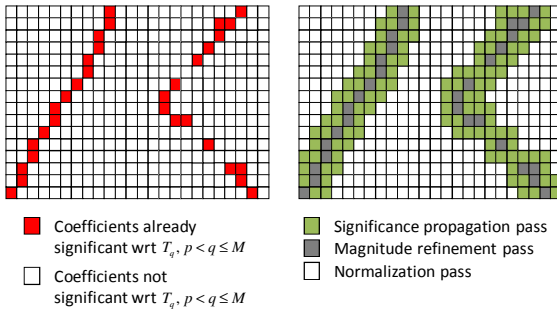 Coefficients already
significant wrt T_q, p < q ≤ M
Coefficients not
significant wrt T_q, p < q ≤ M
Significance propagation pass
Magnitude refinement pass
Normalization pass